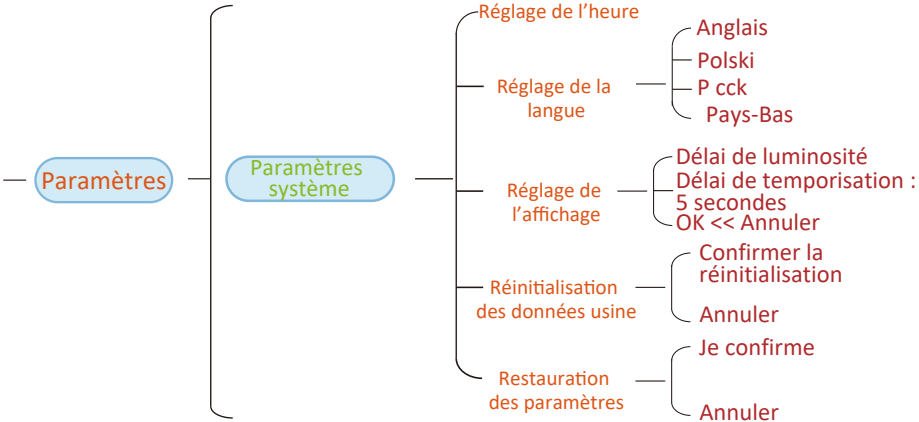 Paramètres
Paramètres
système
Réglage de l'heure
Réglage de la
langue
Anglais
Polski
P cck
Pays-Bas
Réglage de
l'affichage
Délai de luminosité
Délai de temporisation :
5 secondes
OK << Annuler
Réinitialisation
des données usine
Confirmer la
réinitialisation
Annuler
Restauration
des paramètres
Je confirme
Annuler